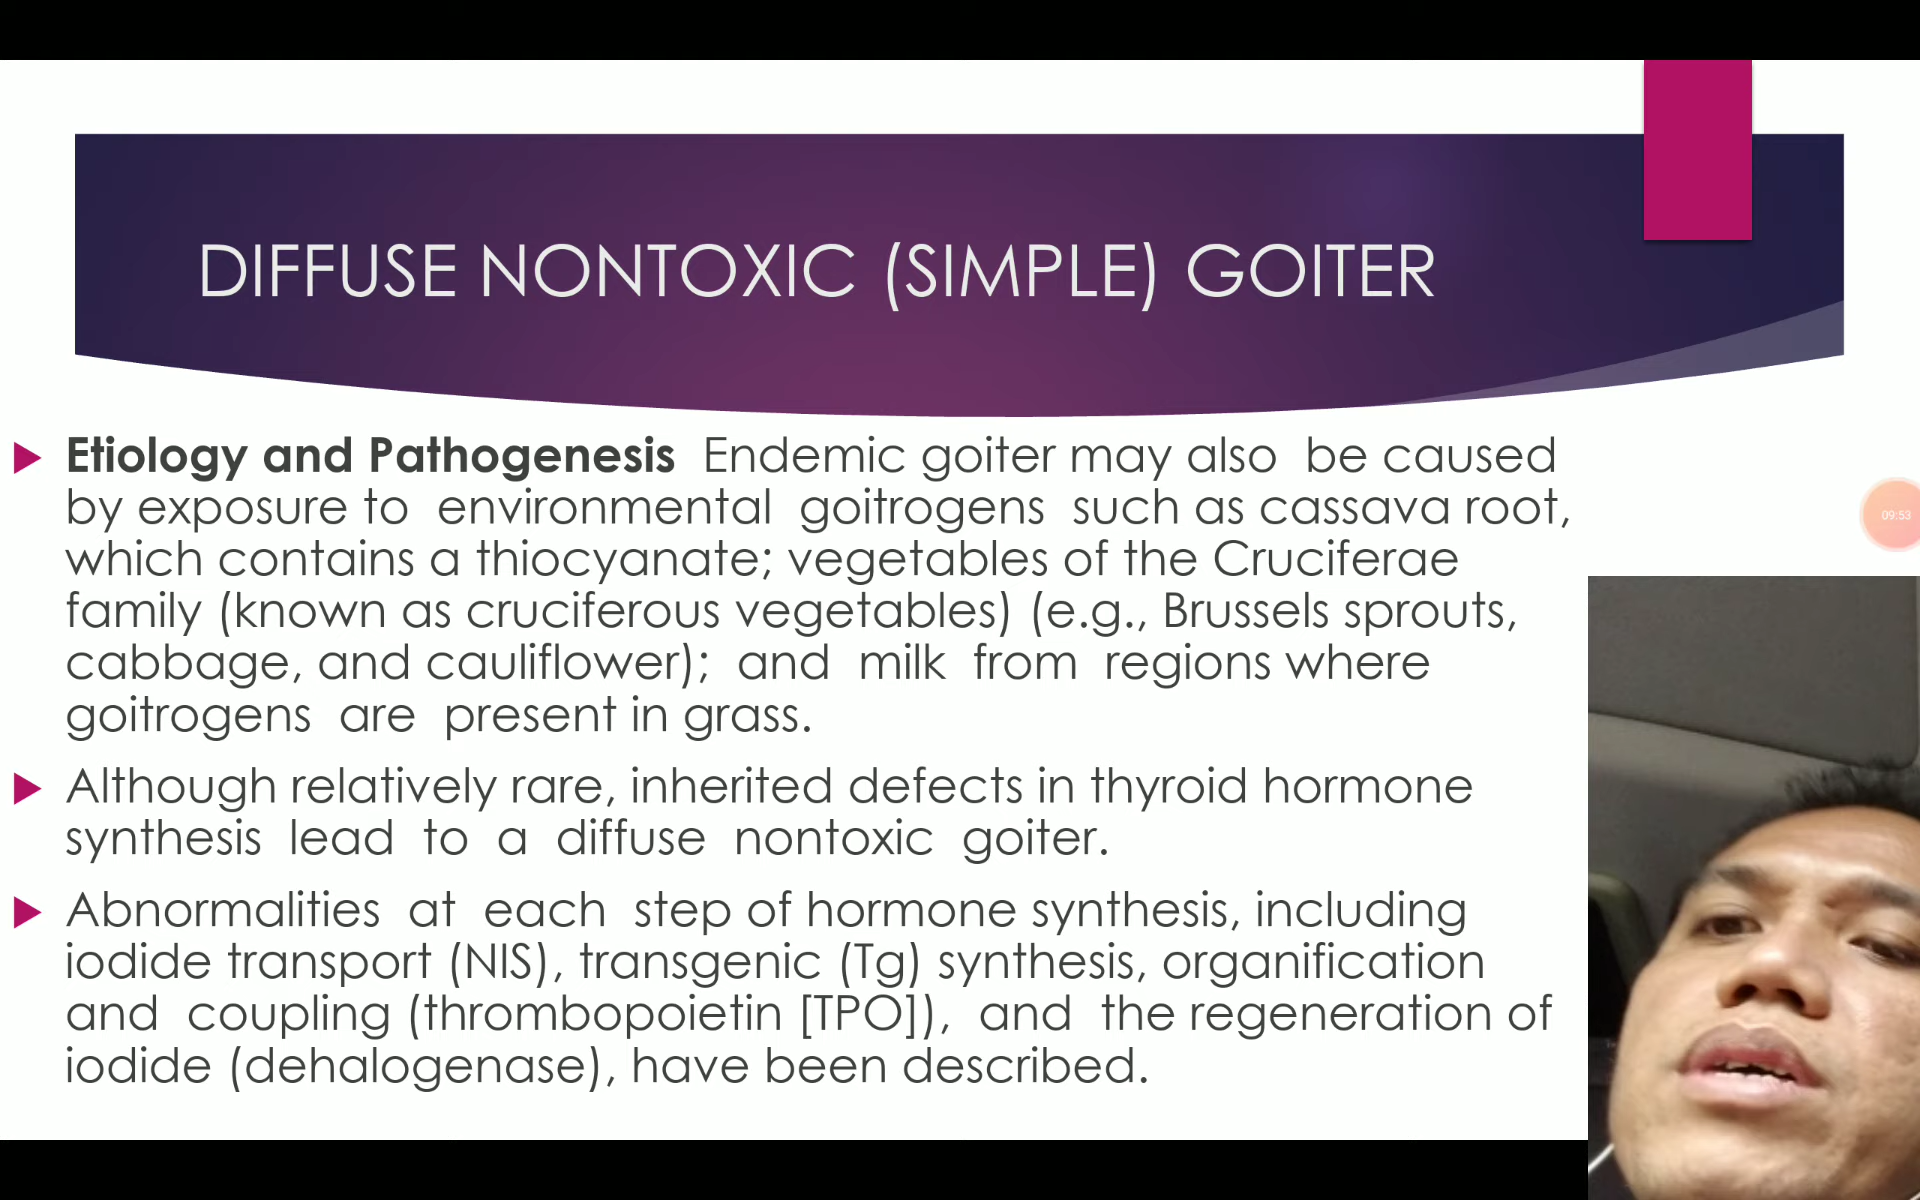 DIFFUSE NONTOXIC (SIMPLE) GOITER
Etiology and Pathogenesis Endemic goiter may also be caused
by exposure to environmental goitrogens such as cassava root,
which contains a thiocyanate; vegetables of the Cruciferae
family (known as cruciferous vegetables) (e.g., Brussels sprouts,
cabbage, and cauliflower); and milk from regions where
goitrogens are present in grass.
Although relatively rare, inherited defects in thyroid hormone
synthesis lead to a diffuse nontoxic goiter.
Abnormalities at each step of hormone synthesis, including
iodide transport (NIS), transgenic (Tg) synthesis, organification
and coupling (thrombopoietin [TPO]), and the regeneration of
iodide (dehalogenase), have been described.
09:53